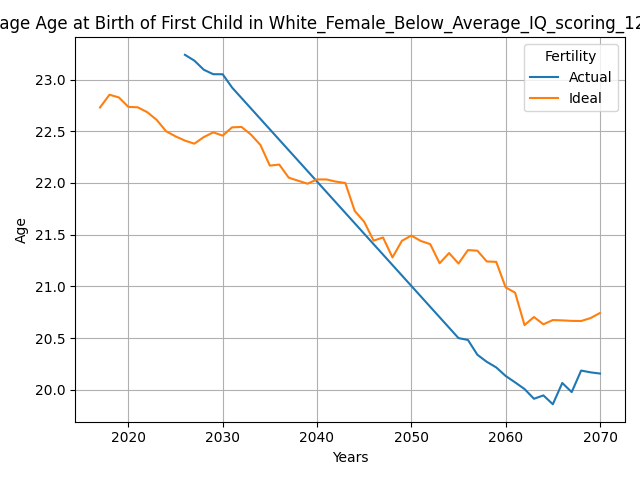 age Age at Birth of First Child in White_Female_Below_Average_IQ_scoring_12
Fertility
Actual
Ideal
23.0
22.5
22.0
21.5
21.0
20.5
20.0
Age
2020 2030 2040 2050 2060 2070
Years